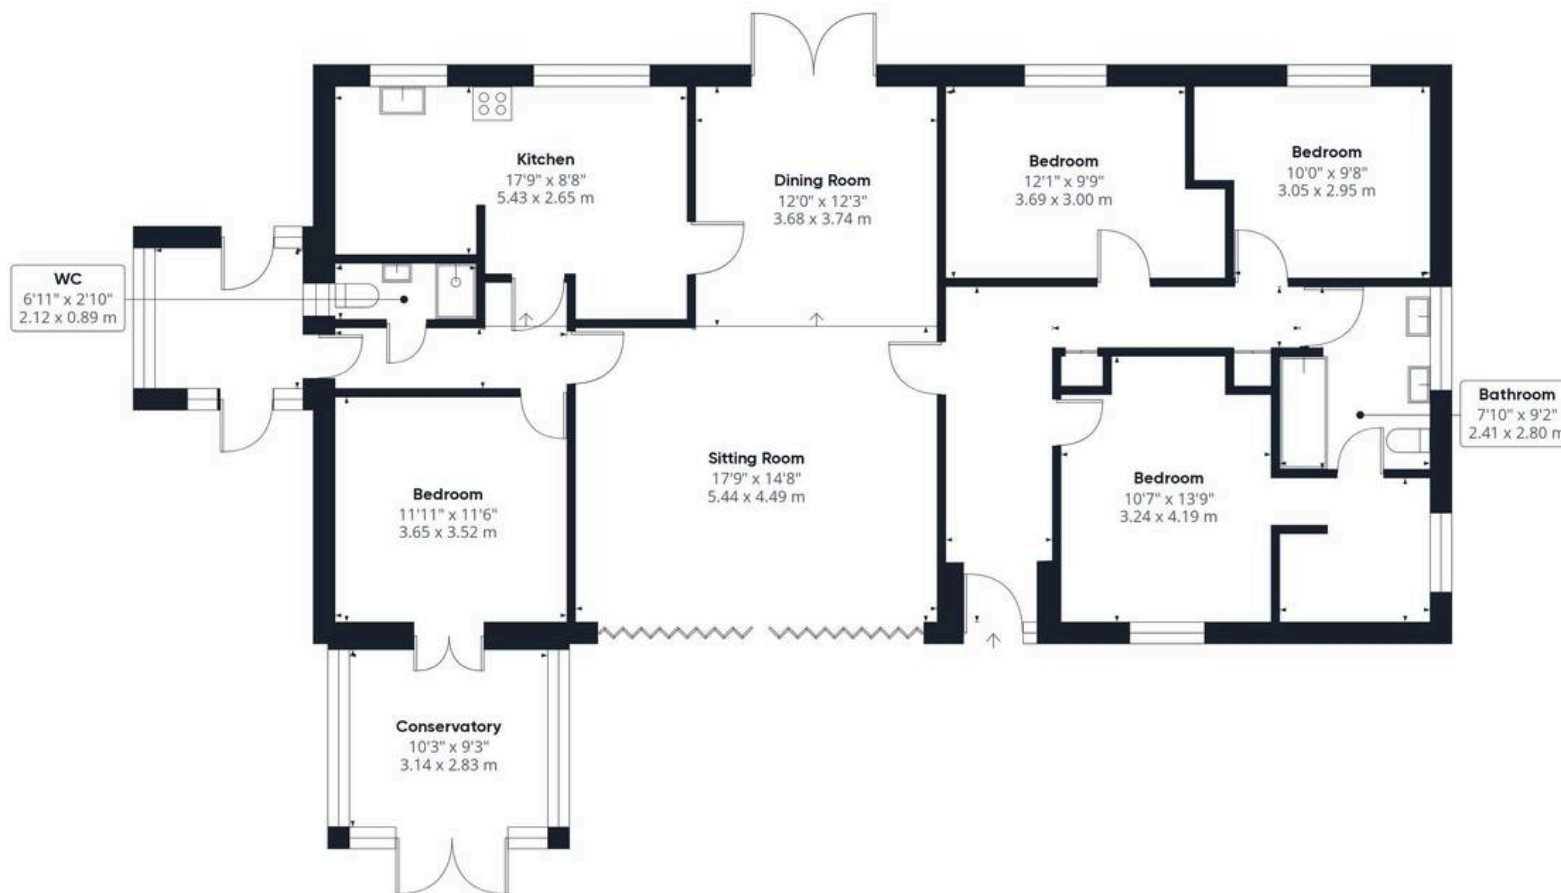 Kitchen
17'9" x 8'8"
5.43 x 2.65 m
Dining Room
12'0" x 12'3"
3.68 x 3.74 m
Bedroom
12'1" x 9'9"
3.69 x 3.00 m
Bedroom
10'0" x 9'8"
3.05 x 2.95 m
WC
6'11" x 2'10"
2.12 x 0.89 m
Bathroom
7'10" x 9'2"
2.41 x 2.80 m
Sitting Room
17'9" x 14'8"
5.44 x 4.49 m
Bedroom
10'7" x 13'9"
3.24 x 4.19 m
Bedroom
11'11" x 11'6"
3.65 x 3.52 m
Conservatory
10'3" x 9'3"
3.14 x 2.83 m